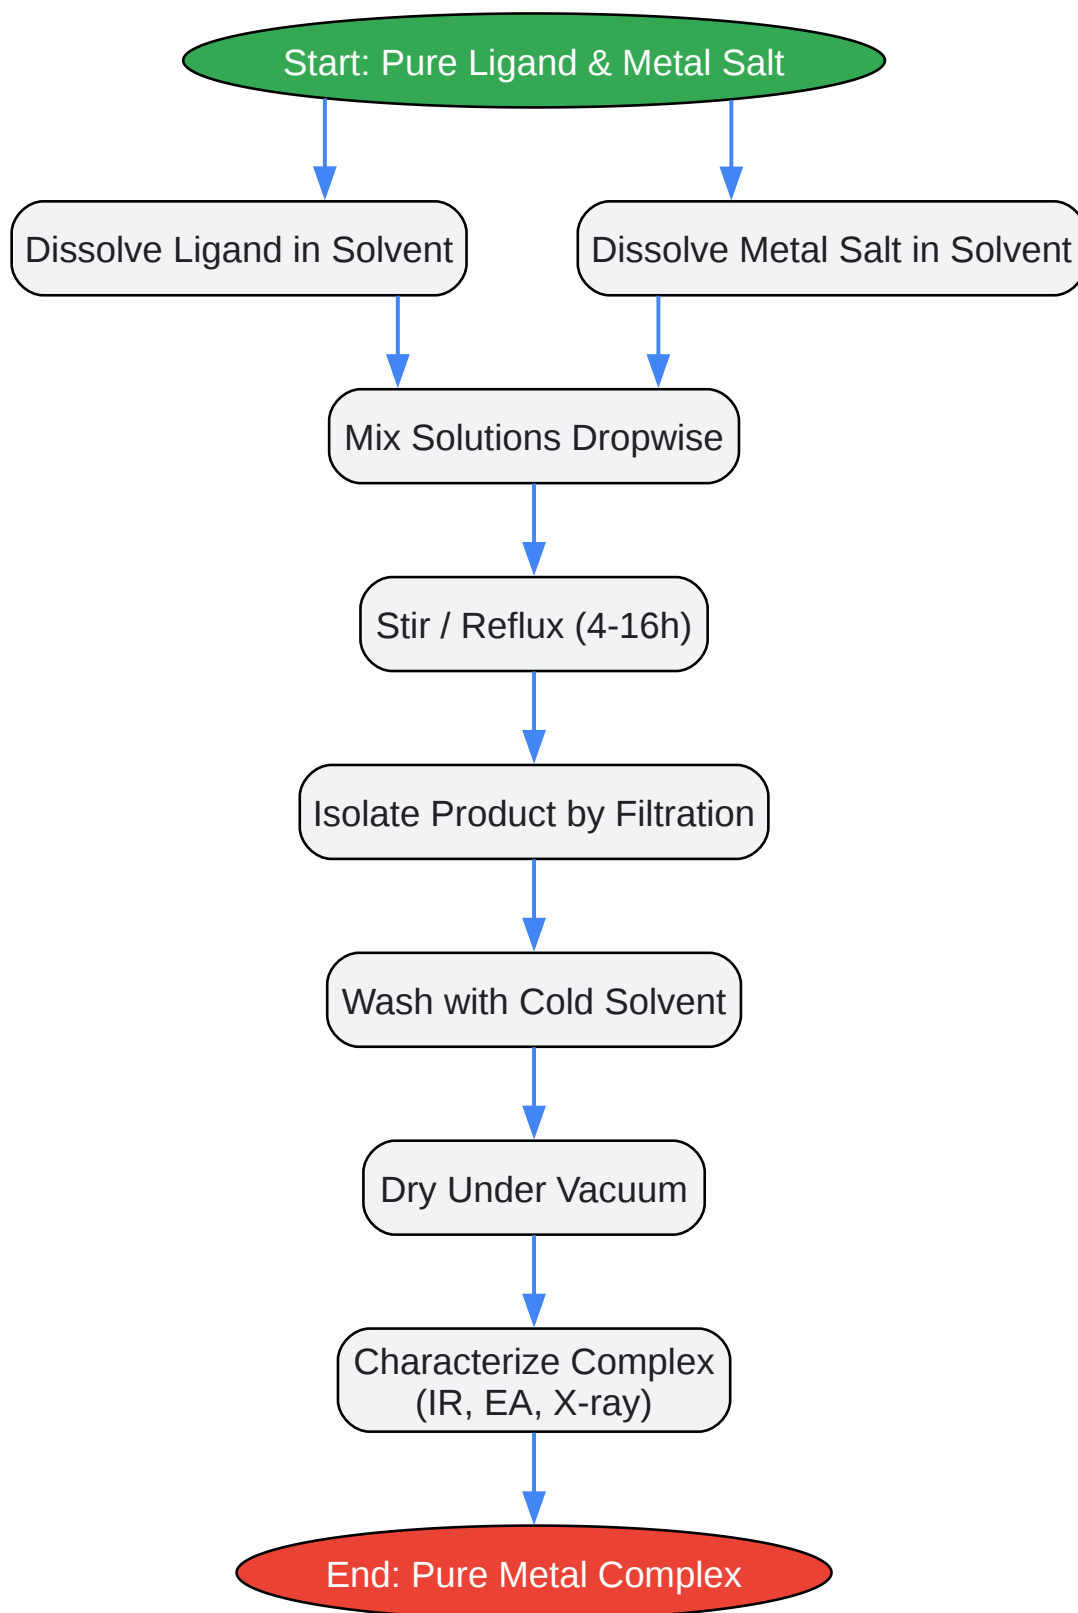 Start: Pure Ligand & Metal Salt
Dissolve Ligand in Solvent
Dissolve Metal Salt in Solvent
Mix Solutions Dropwise
Stir / Reflux (4-16h)
Isolate Product by Filtration
Wash with Cold Solvent
Dry Under Vacuum
Characterize Complex
(IR, EA, X-ray)
End: Pure Metal Complex